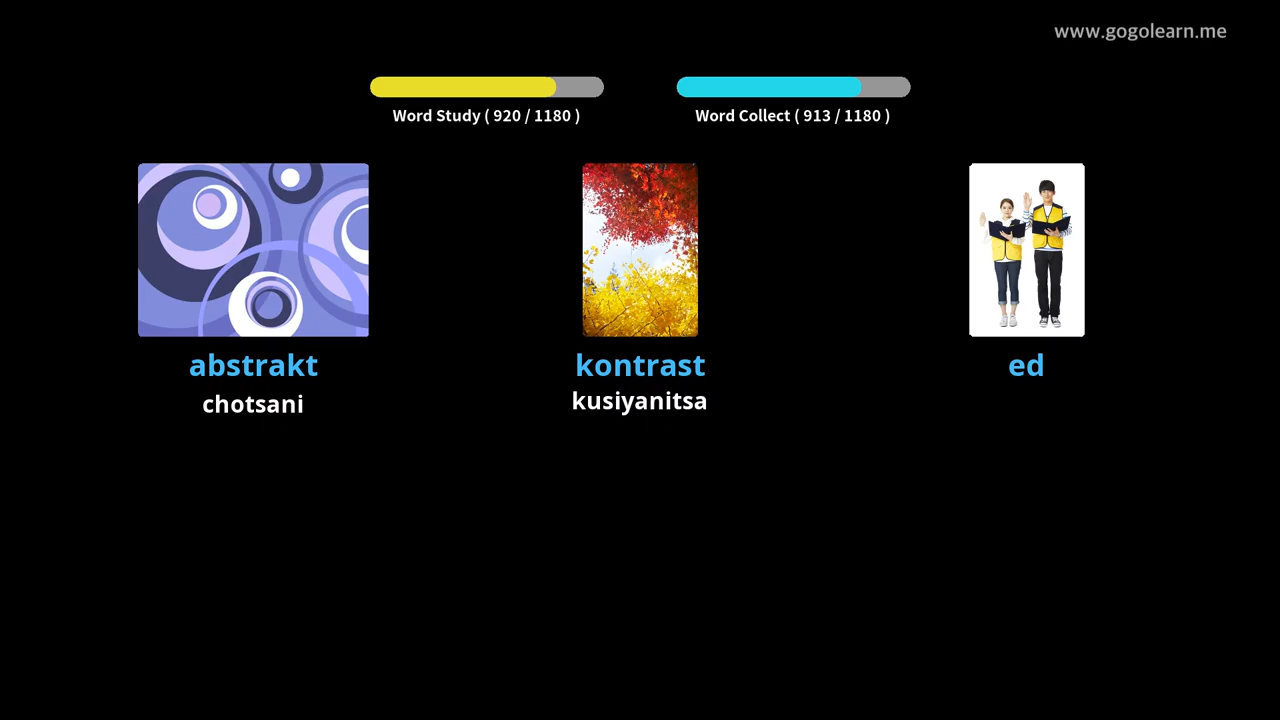 www.gogolearn.me
Word Study ( 920 / 1180 )
Word Collect ( 913 / 1180 )
abstrakt
chotsani
kontrast
kusiyanitsa
ed